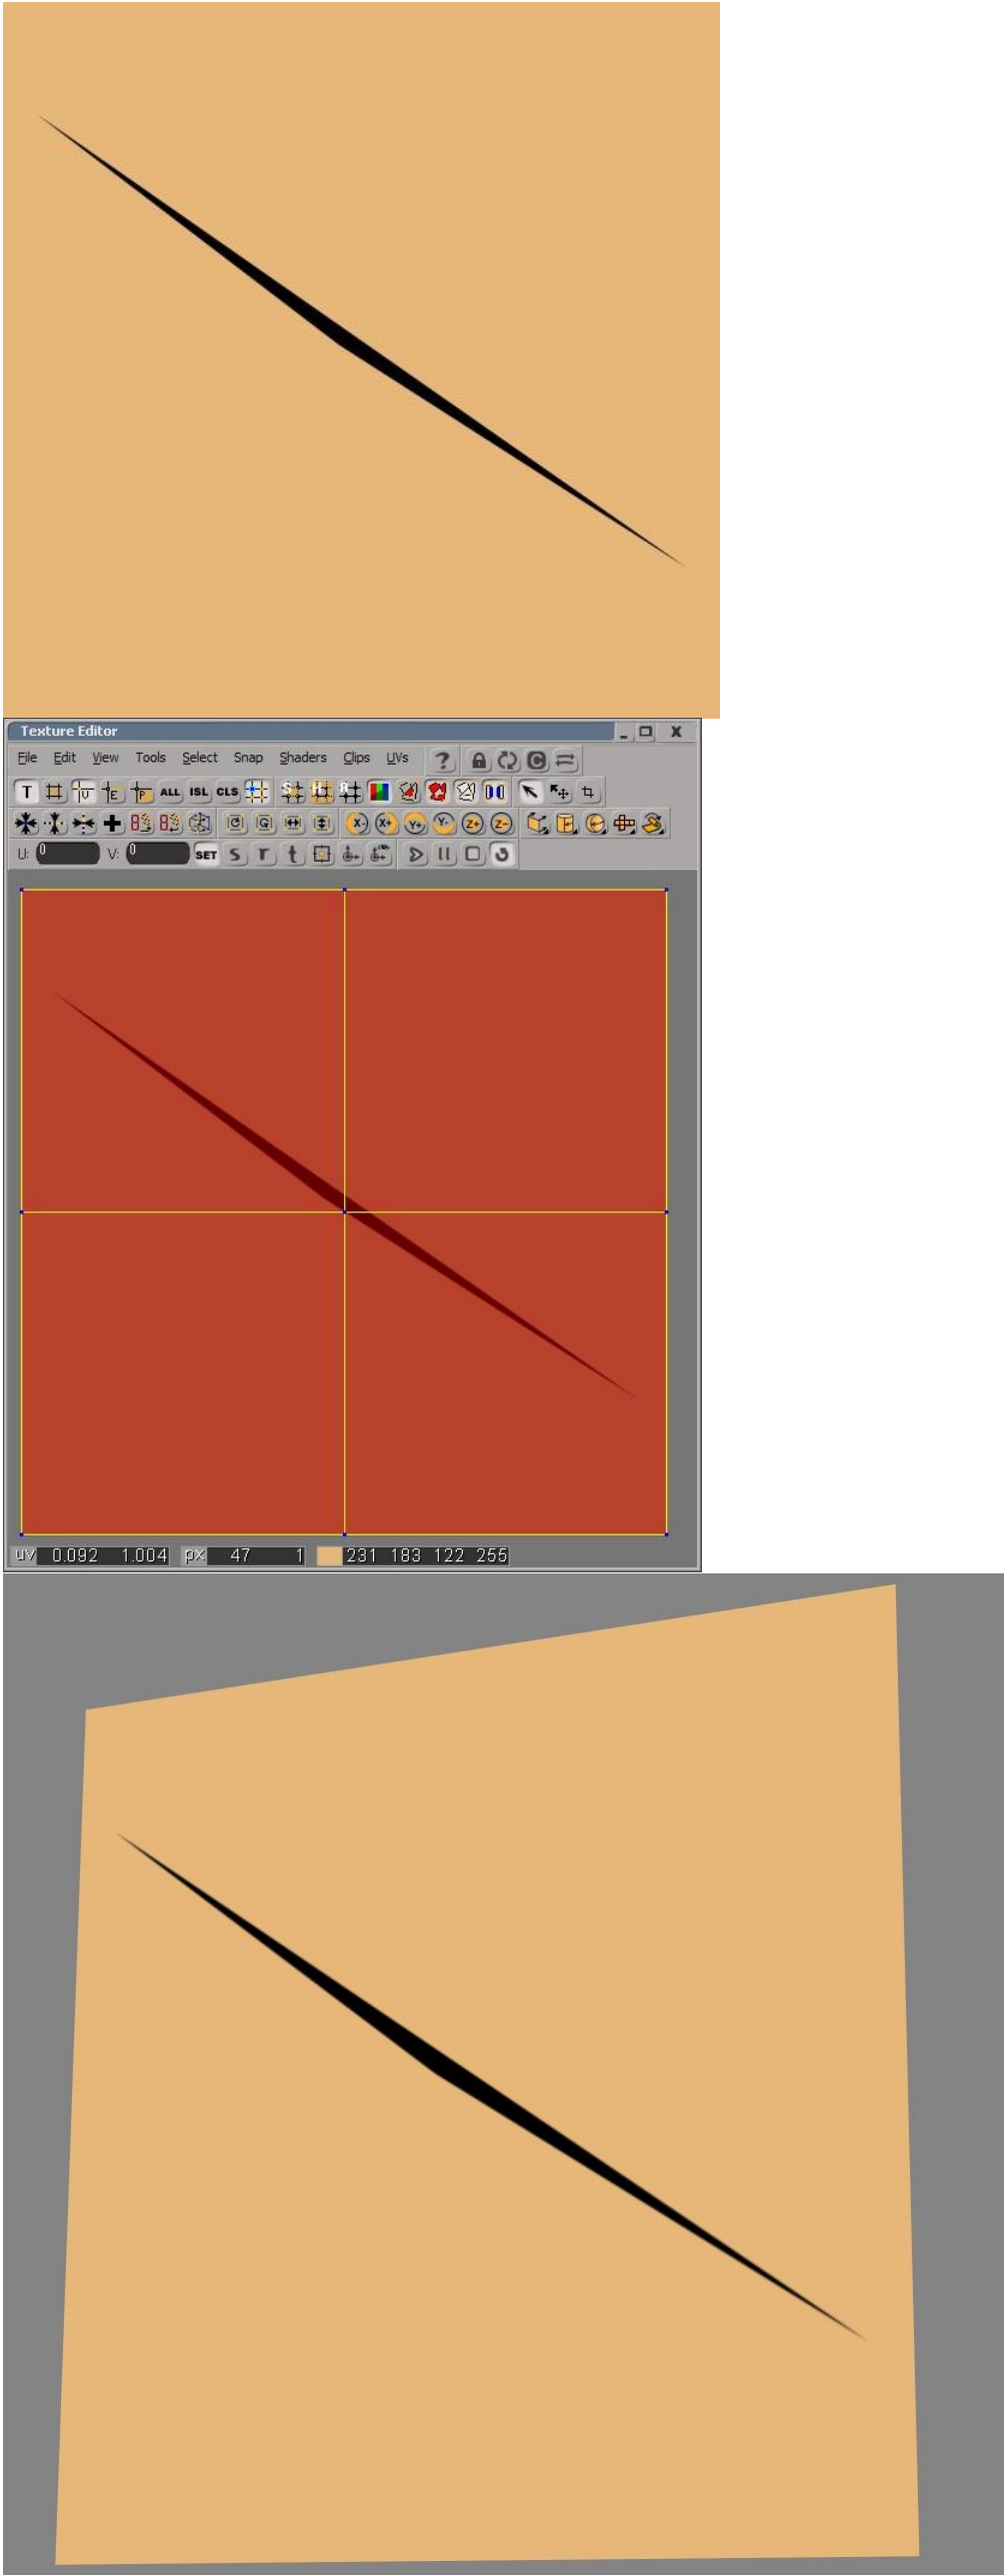 Texture Editor
File Edit View Tools Select Snap Shaders Clips UVs ?
T V E P ALL ISL CLS
X X+ Y+ Y- Z+ Z-
U: 0 V: 0 SET s r t
uv 0.092 1.004 px 47 1 231 183 122 255